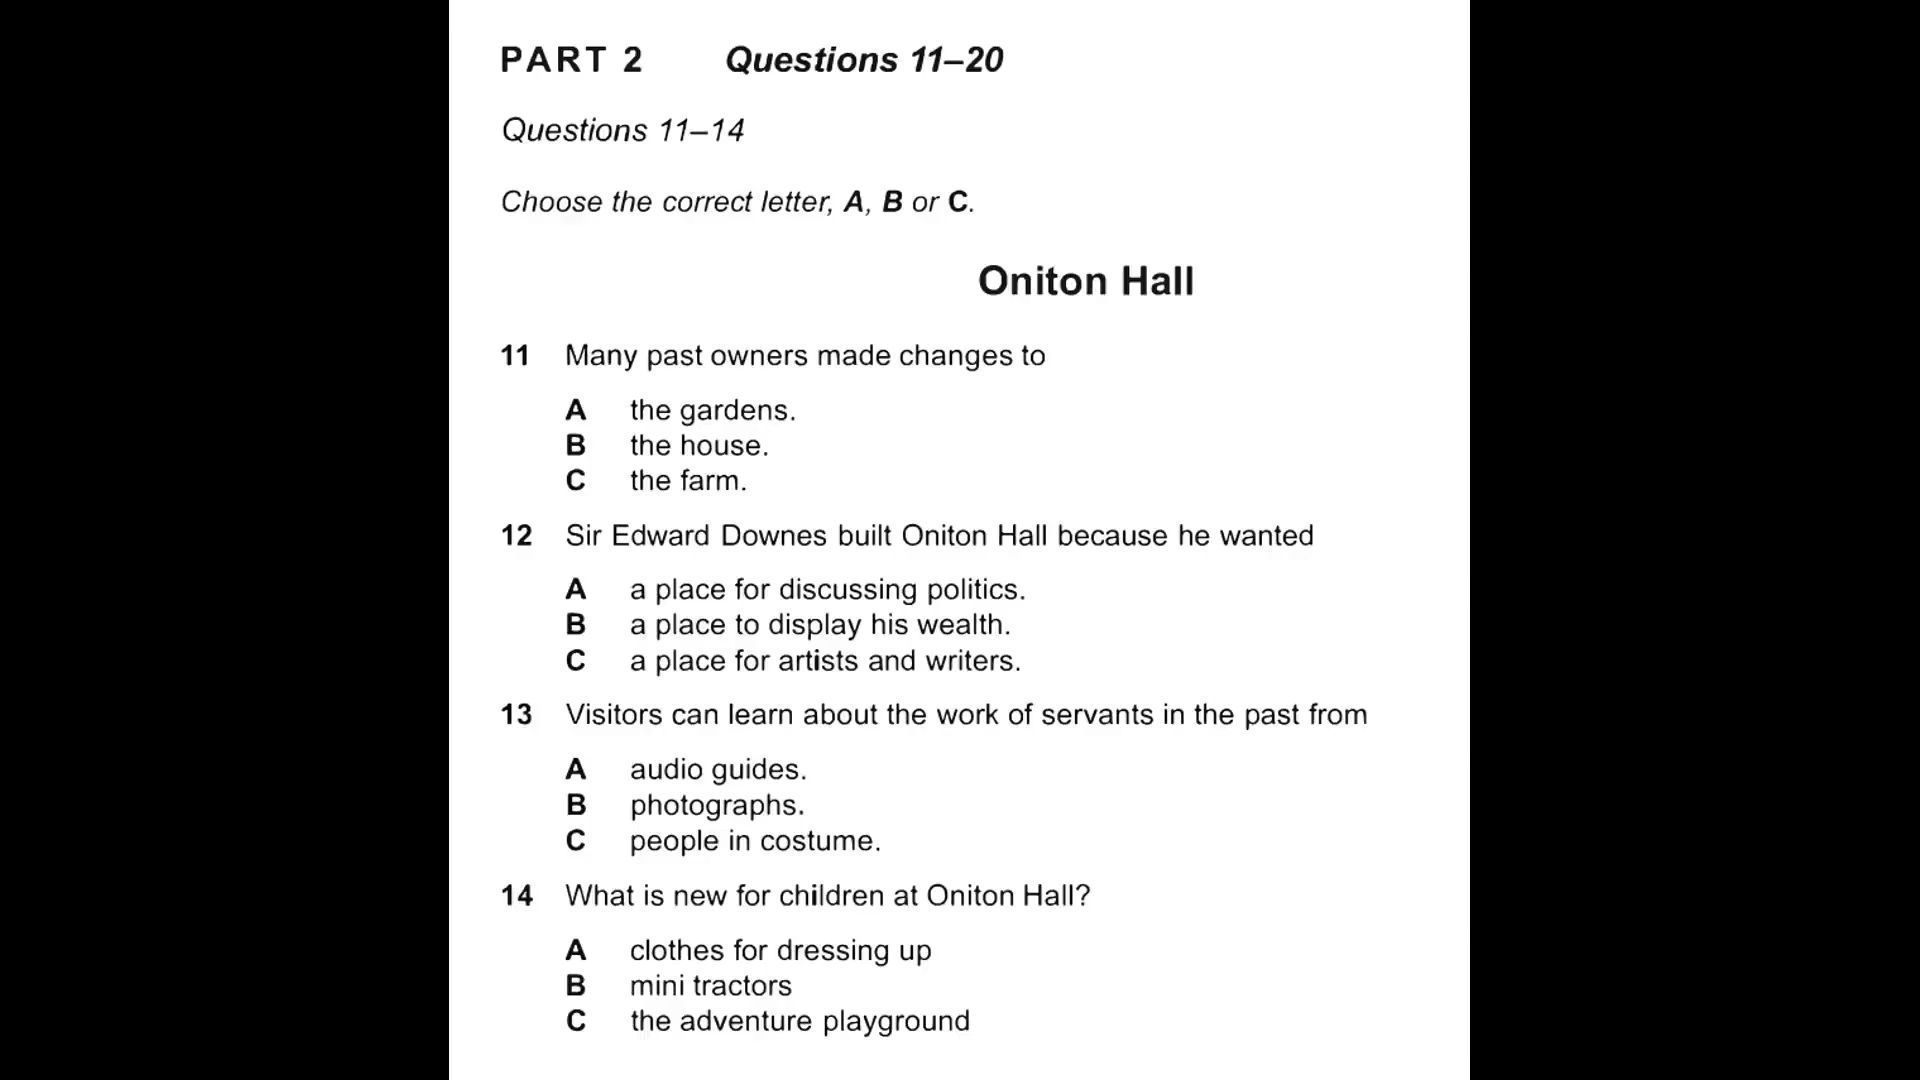 PART 2 Questions 11–20
Questions 11–14
Choose the correct letter, A, B or C.
Oniton Hall
11 Many past owners made changes to
A the gardens.
B the house.
C the farm.
12 Sir Edward Downes built Oniton Hall because he wanted
A a place for discussing politics.
B a place to display his wealth.
C a place for artists and writers.
13 Visitors can learn about the work of servants in the past from
A audio guides.
B photographs.
C people in costume.
14 What is new for children at Oniton Hall?
A clothes for dressing up
B mini tractors
C the adventure playground